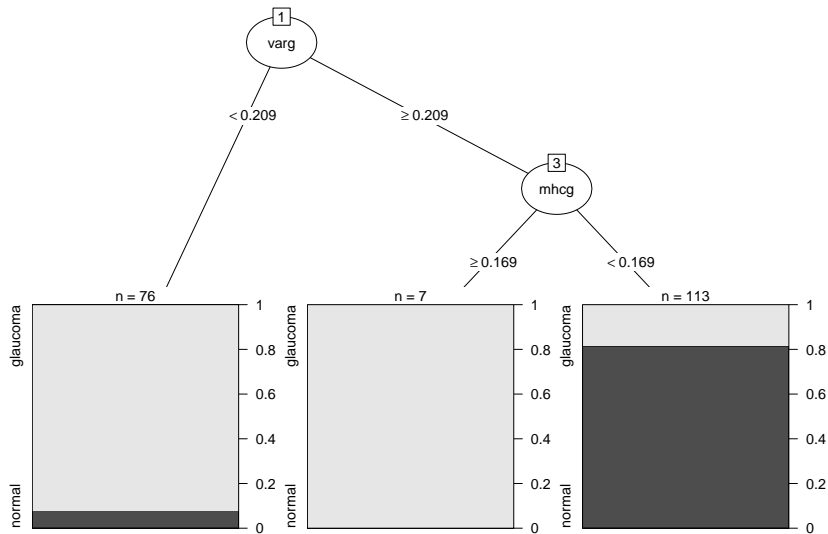 1
varg
< 0.209
≥ 0.209
3
mhcg
≥ 0.169
< 0.169
n = 76
glaucoma
normal
1
0.8
0.6
0.4
0.2
0
n = 7
glaucoma
normal
1
0.8
0.6
0.4
0.2
0
n = 113
glaucoma
normal
1
0.8
0.6
0.4
0.2
0